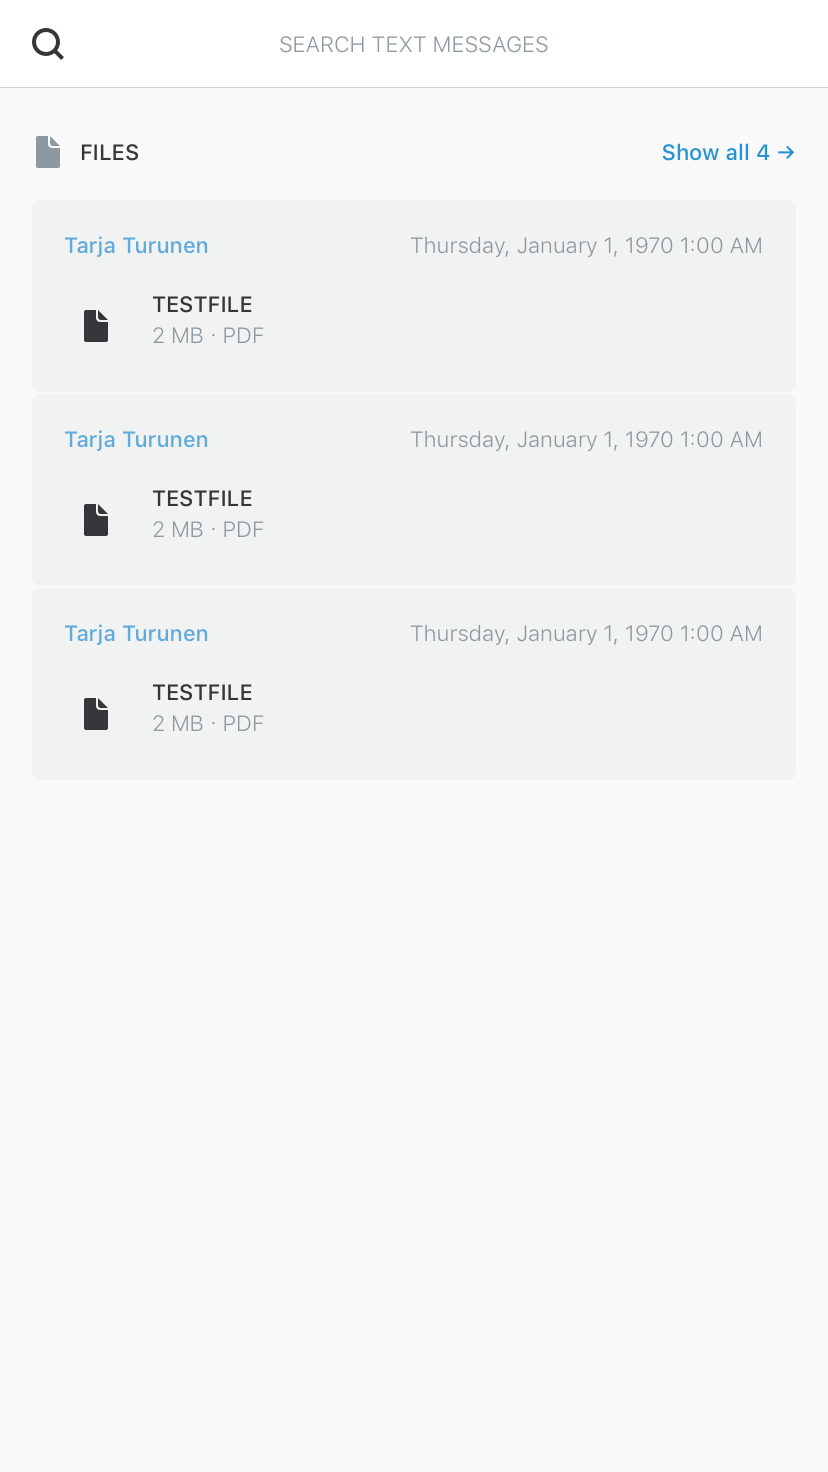 SEARCH TEXT MESSAGES
FILES Show all 4 →
Tarja Turunen Thursday, January 1, 1970 1:00 AM
TESTFILE
2 MB · PDF
Tarja Turunen Thursday, January 1, 1970 1:00 AM
TESTFILE
2 MB · PDF
Tarja Turunen Thursday, January 1, 1970 1:00 AM
TESTFILE
2 MB · PDF